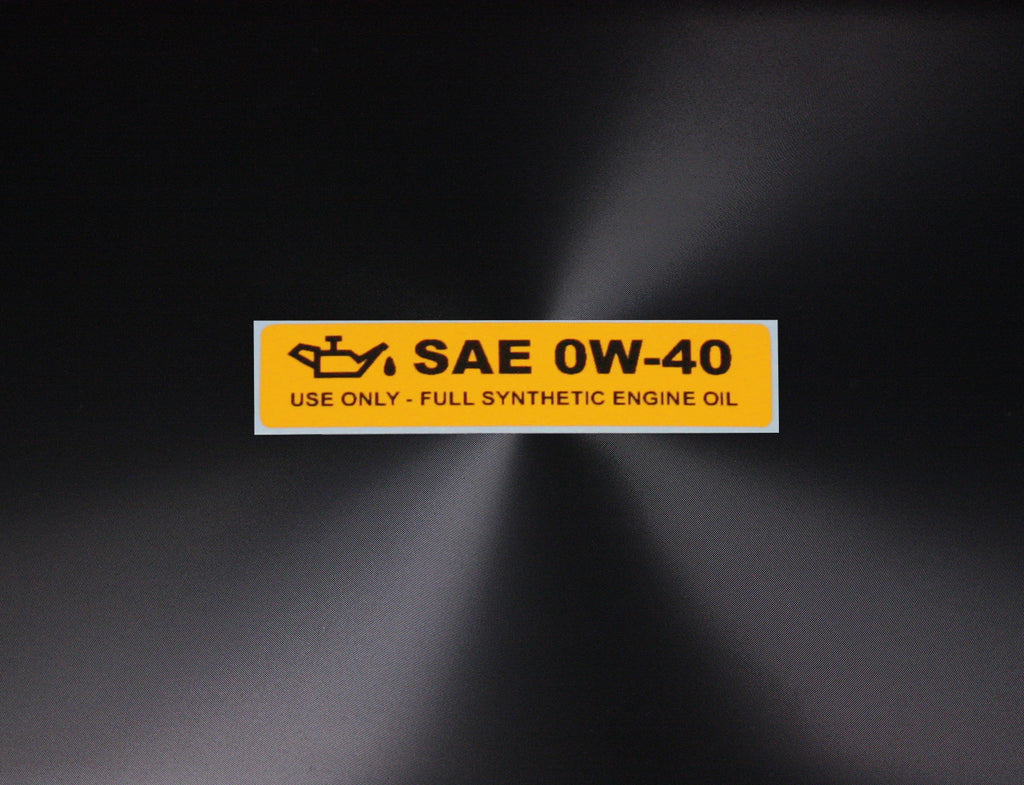 SAE 0W-40
USE ONLY - FULL SYNTHETIC ENGINE OIL